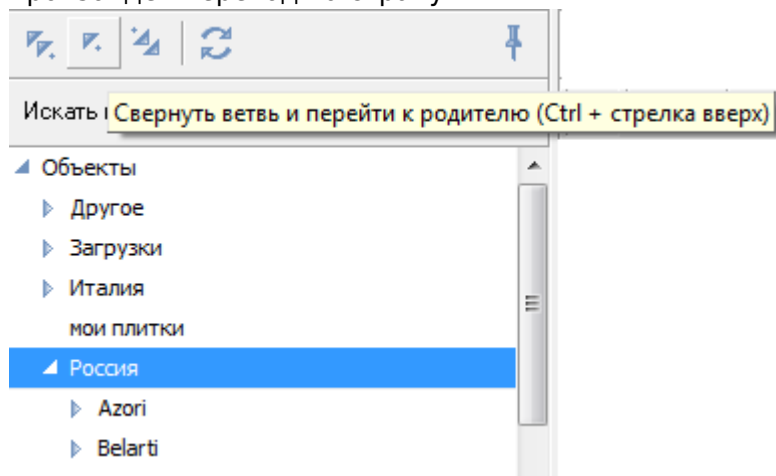 Искать
Свернуть ветвь и перейти к родителю (Ctrl + стрелка вверх)
Объекты
Другое
Загрузки
Италия
мои плитки
Россия
Azori
Belarti